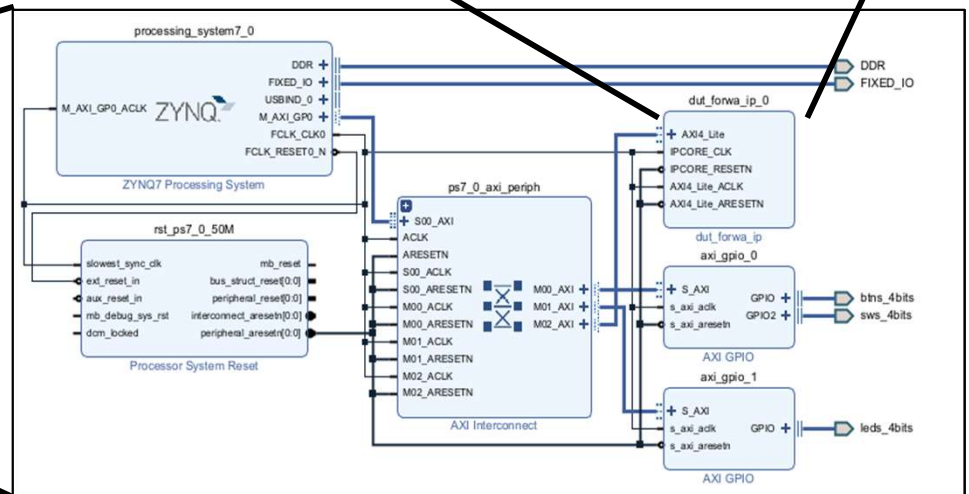 processing_system7_0
DDR
FIXED_IO
USBIND_0
M_AXI_GP0
FCLK_CLK0
FCLK_RESET0_N
M_AXI_GP0_ACLK
ZYNQ
ZYNQ7 Processing System
DDR
FIXED_IO
dut_forwa_ip_0
AXI4_Lite
IPCORE_CLK
IPCORE_RESETN
AXI4_Lite_ACLK
AXI4_Lite_ARESETN
dut_forwa_ip
rst_ps7_0_50M
slowest_sync_clk
ext_reset_in
aux_reset_in
mb_debug_sys_rst
dcm_locked
mb_reset
bus_struct_reset[0:0]
peripheral_reset[0:0]
interconnect_aresetn[0:0]
peripheral_aresetn[0:0]
Processor System Reset
ps7_0_axi_periph
S00_AXI
ACLK
ARESETN
S00_ACLK
S00_ARESETN
M00_ACLK
M00_ARESETN
M01_ACLK
M01_ARESETN
M02_ACLK
M02_ARESETN
M00_AXI
M01_AXI
M02_AXI
AXI Interconnect
axi_gpio_0
S_AXI
s_axi_aclk
s_axi_aresetn
GPIO
GPIO2
AXI GPIO
btns_4bits
sws_4bits
axi_gpio_1
S_AXI
s_axi_aclk
s_axi_aresetn
GPIO
AXI GPIO
leds_4bits